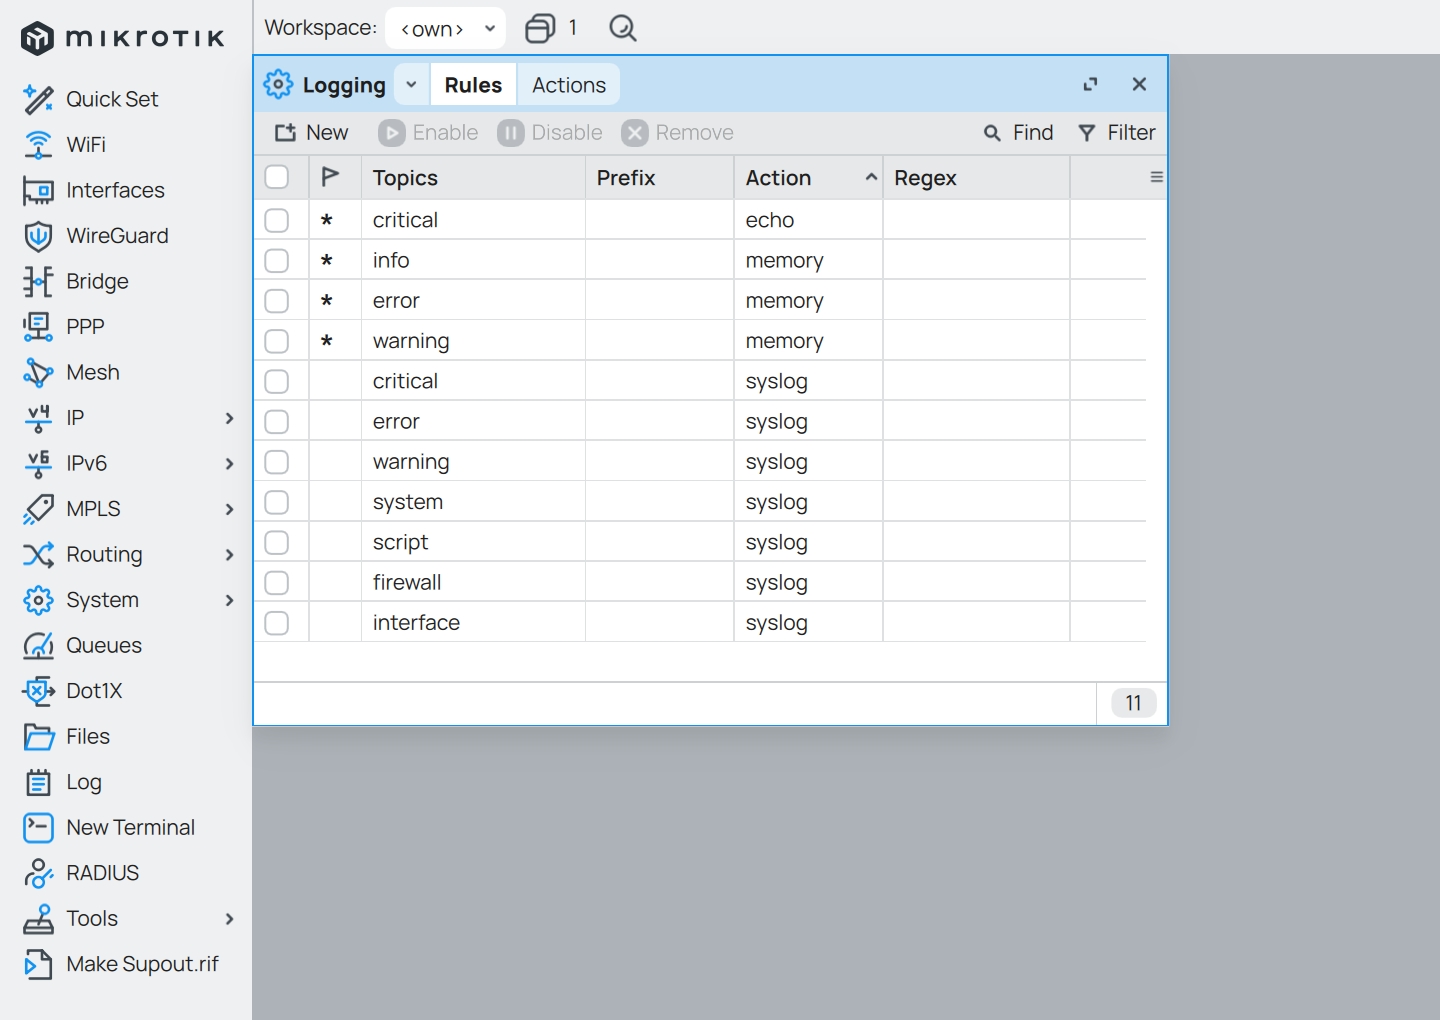 mikrotik
Workspace: <own> 1
Logging Rules Actions
New Enable Disable Remove Find Filter
Topics Prefix Action Regex
* critical echo
* info memory
* error memory
* warning memory
critical syslog
error syslog
warning syslog
system syslog
script syslog
firewall syslog
interface syslog
11
Quick Set
WiFi
Interfaces
WireGuard
Bridge
PPP
Mesh
v4 IP
v6 IPv6
MPLS
Routing
System
Queues
Dot1X
Files
Log
New Terminal
RADIUS
Tools
Make Supout.rif